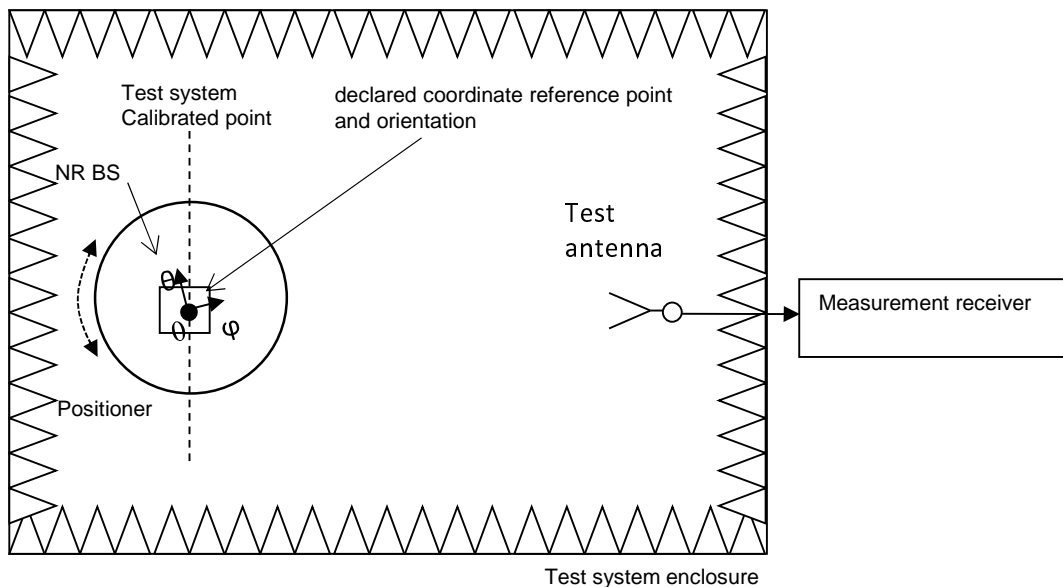 Test system
Calibrated point
declared coordinate reference point
and orientation
NR BS
Test
antenna
θ
θ
φ
Measurement receiver
Positioner
Test system enclosure